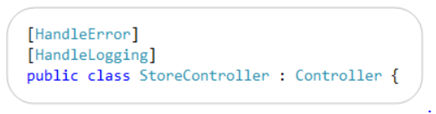 [HandleError]
[HandleLogging]
public class StoreController : Controller {